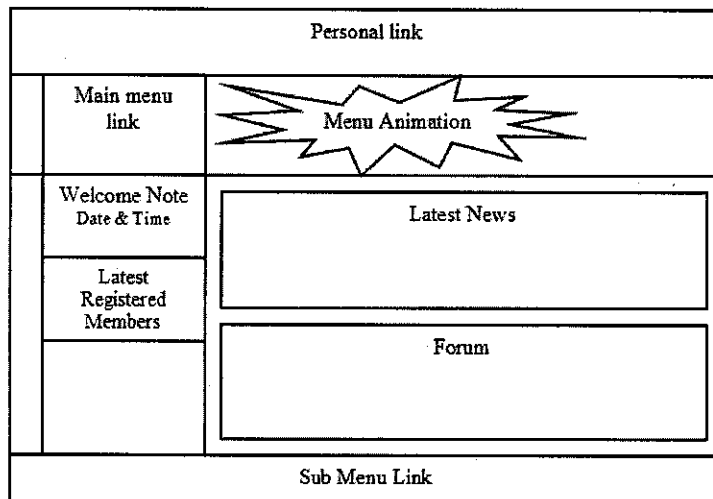 Personal link
Main menu
link
Menu Animation
Welcome Note
Date & Time
Latest News
Latest
Registered
Members
Forum
Sub Menu Link